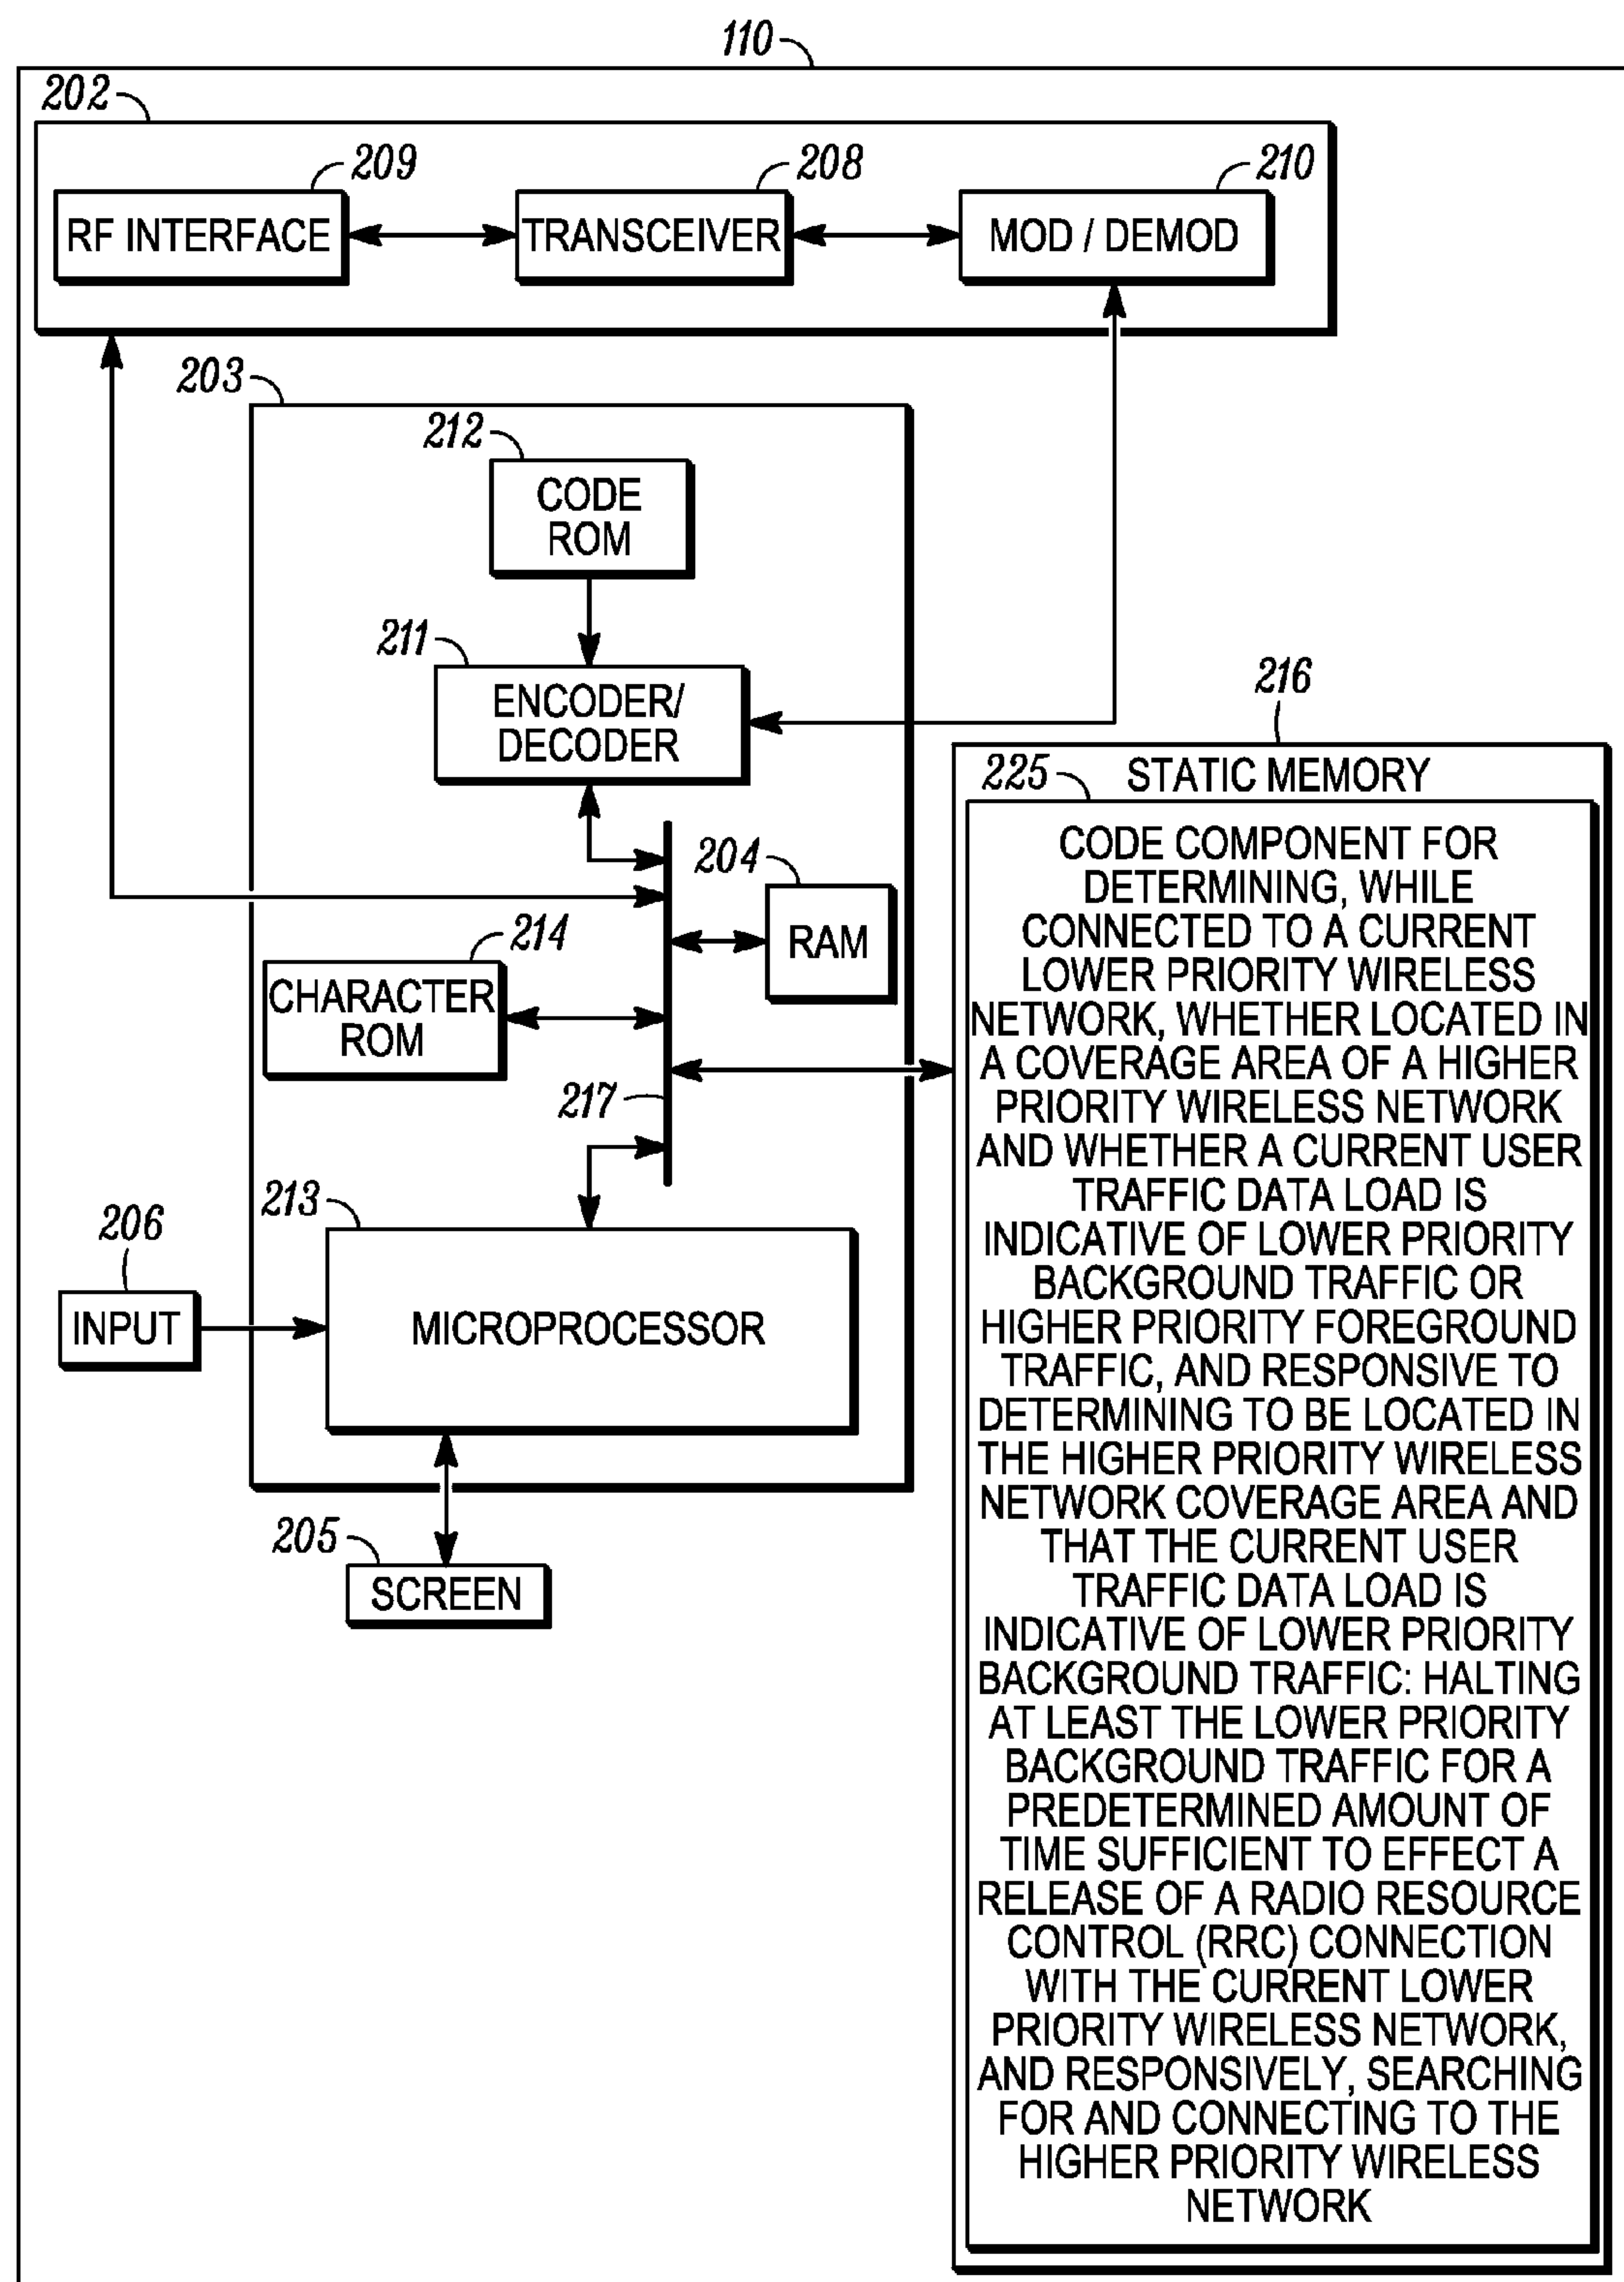 110
202
209
208
210
RF INTERFACE
TRANSCEIVER
MOD / DEMOD
203
212
CODE
ROM
211
ENCODER/
DECODER
216
STATIC MEMORY
225
204
RAM
214
CHARACTER
ROM
217
213
206
INPUT
MICROPROCESSOR
205
SCREEN
CODE COMPONENT FOR
DETERMINING, WHILE
CONNECTED TO A CURRENT
LOWER PRIORITY WIRELESS
NETWORK, WHETHER LOCATED IN
A COVERAGE AREA OF A HIGHER
PRIORITY WIRELESS NETWORK
AND WHETHER A CURRENT USER
TRAFFIC DATA LOAD IS
INDICATIVE OF LOWER PRIORITY
BACKGROUND TRAFFIC OR
HIGHER PRIORITY FOREGROUND
TRAFFIC, AND RESPONSIVE TO
DETERMINING TO BE LOCATED IN
THE HIGHER PRIORITY WIRELESS
NETWORK COVERAGE AREA AND
THAT THE CURRENT USER
TRAFFIC DATA LOAD IS
INDICATIVE OF LOWER PRIORITY
BACKGROUND TRAFFIC: HALTING
AT LEAST THE LOWER PRIORITY
BACKGROUND TRAFFIC FOR A
PREDETERMINED AMOUNT OF
TIME SUFFICIENT TO EFFECT A
RELEASE OF A RADIO RESOURCE
CONTROL (RRC) CONNECTION
WITH THE CURRENT LOWER
PRIORITY WIRELESS NETWORK,
AND RESPONSIVELY, SEARCHING
FOR AND CONNECTING TO THE
HIGHER PRIORITY WIRELESS
NETWORK